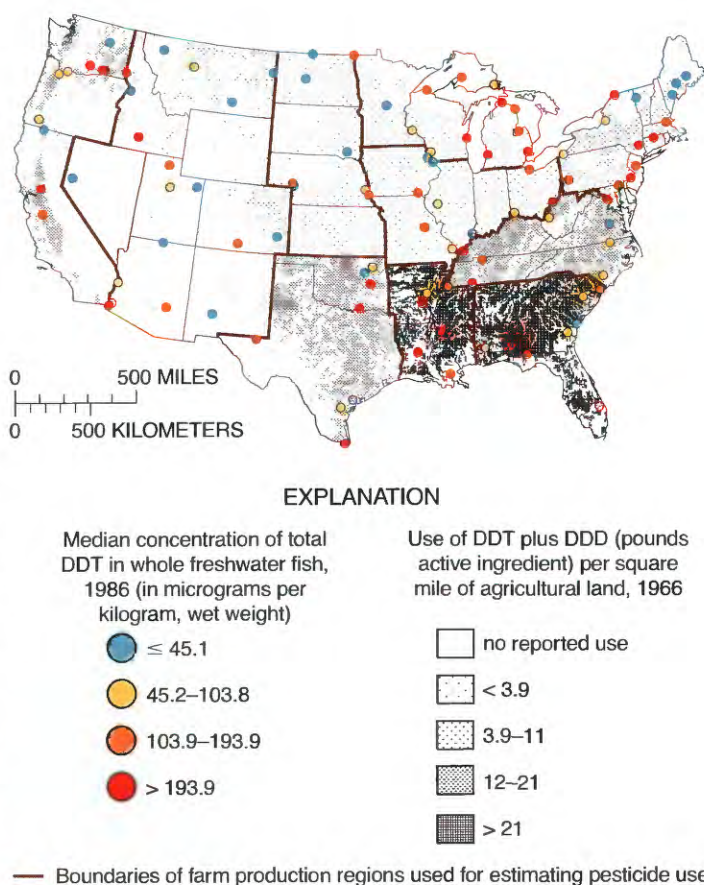 0 500 MILES
0 500 KILOMETERS
EXPLANATION
Median concentration of total
DDT in whole freshwater fish,
1986 (in micrograms per
kilogram, wet weight)
≤ 45.1
45.2–103.8
103.9–193.9
> 193.9
Use of DDT plus DDD (pounds
active ingredient) per square
mile of agricultural land, 1966
no reported use
< 3.9
3.9–11
12–21
> 21
Boundaries of farm production regions used for estimating pesticide use